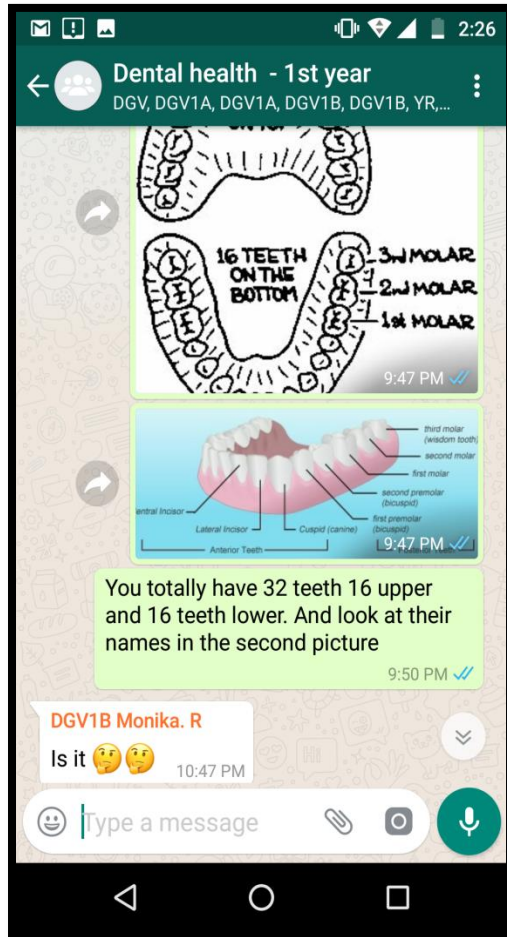 2:26
Dental health - 1st year
DGV, DGV1A, DGV1A, DGV1B, DGV1B, YR,...
16 TEETH
ON THE
BOTTOM
3rd MOLAR
2nd MOLAR
1st MOLAR
9:47 PM
third molar
(wisdom tooth)
second molar
first molar
second premolar
(bicuspid)
first premolar
(bicuspid)
entral Incisor
Lateral Incisor
Cuspid (canine)
Anterior Teeth
9:47 PM
You totally have 32 teeth 16 upper
and 16 teeth lower. And look at their
names in the second picture
9:50 PM
DGV1B Monika. R
Is it 🤔🤔
10:47 PM
Type a message